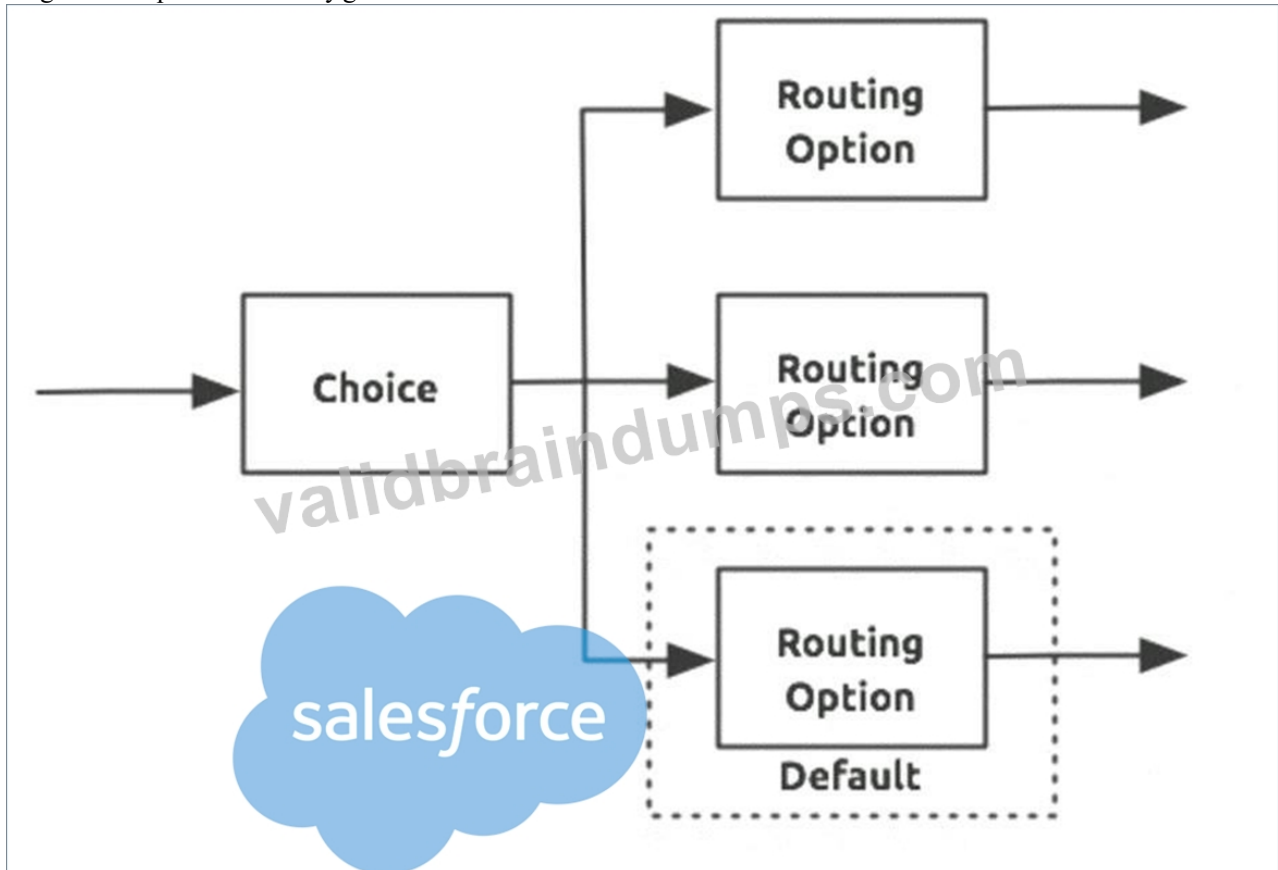 Routing
Option
Choice
Routing
Option
validbraindumps.com
Routing
Option
Default
salesforce